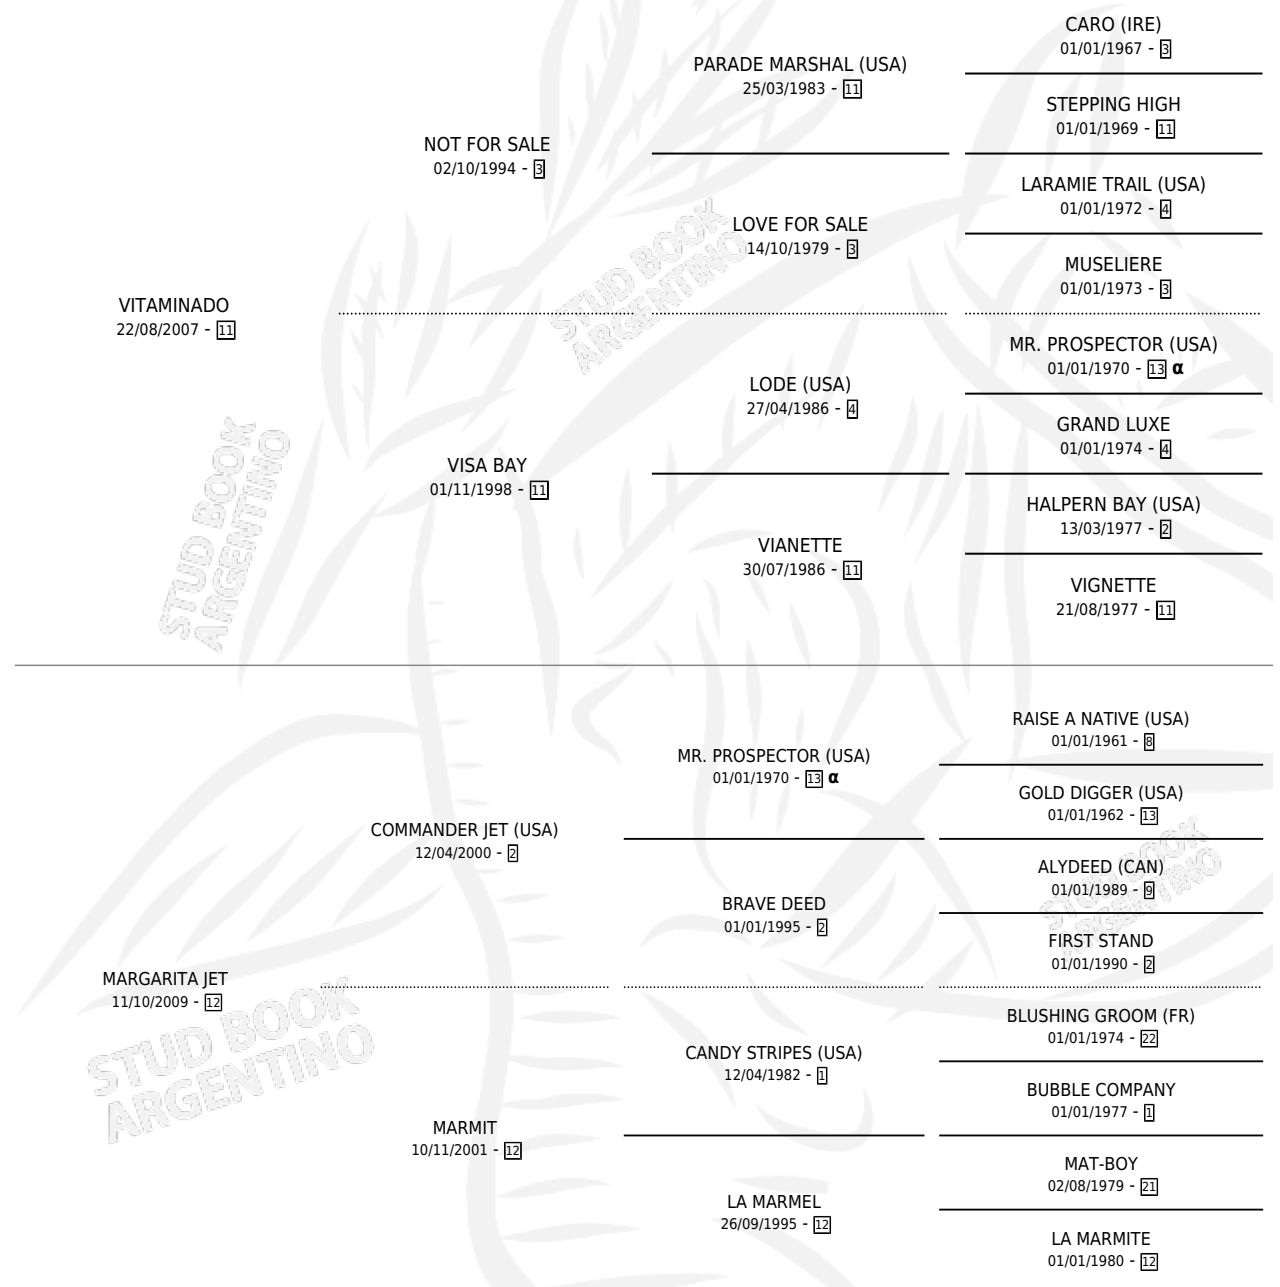 CARO (IRE)
01/01/1967 - 3
PARADE MARSHAL (USA)
25/03/1983 - 11
STEPPING HIGH
01/01/1969 - 11
NOT FOR SALE
02/10/1994 - 3
LARAMIE TRAIL (USA)
01/01/1972 - 4
LOVE FOR SALE
14/10/1979 - 3
MUSELIERE
01/01/1973 - 3
VITAMINADO
22/08/2007 - 11
MR. PROSPECTOR (USA)
01/01/1970 - 13 α
LODE (USA)
27/04/1986 - 4
GRAND LUXE
01/01/1974 - 4
VISA BAY
01/11/1998 - 11
HALPERN BAY (USA)
13/03/1977 - 2
VIANETTE
30/07/1986 - 11
VIGNETTE
21/08/1977 - 11
RAISE A NATIVE (USA)
01/01/1961 - 8
MR. PROSPECTOR (USA)
01/01/1970 - 13 α
GOLD DIGGER (USA)
01/01/1962 - 13
COMMANDER JET (USA)
12/04/2000 - 2
ALYDEED (CAN)
01/01/1989 - 9
BRAVE DEED
01/01/1995 - 2
FIRST STAND
01/01/1990 - 2
MARGARITA JET
11/10/2009 - 12
BLUSHING GROOM (FR)
01/01/1974 - 22
CANDY STRIPES (USA)
12/04/1982 - 1
BUBBLE COMPANY
01/01/1977 - 1
MARMIT
10/11/2001 - 12
MAT-BOY
02/08/1979 - 21
LA MARMEL
26/09/1995 - 12
LA MARMITE
01/01/1980 - 12
STUD BOOK
ARGENTINO
STUD BOOK
ARGENTINO
STUD BOOK
ARGENTINO
STUD BOOK
ARGENTINO